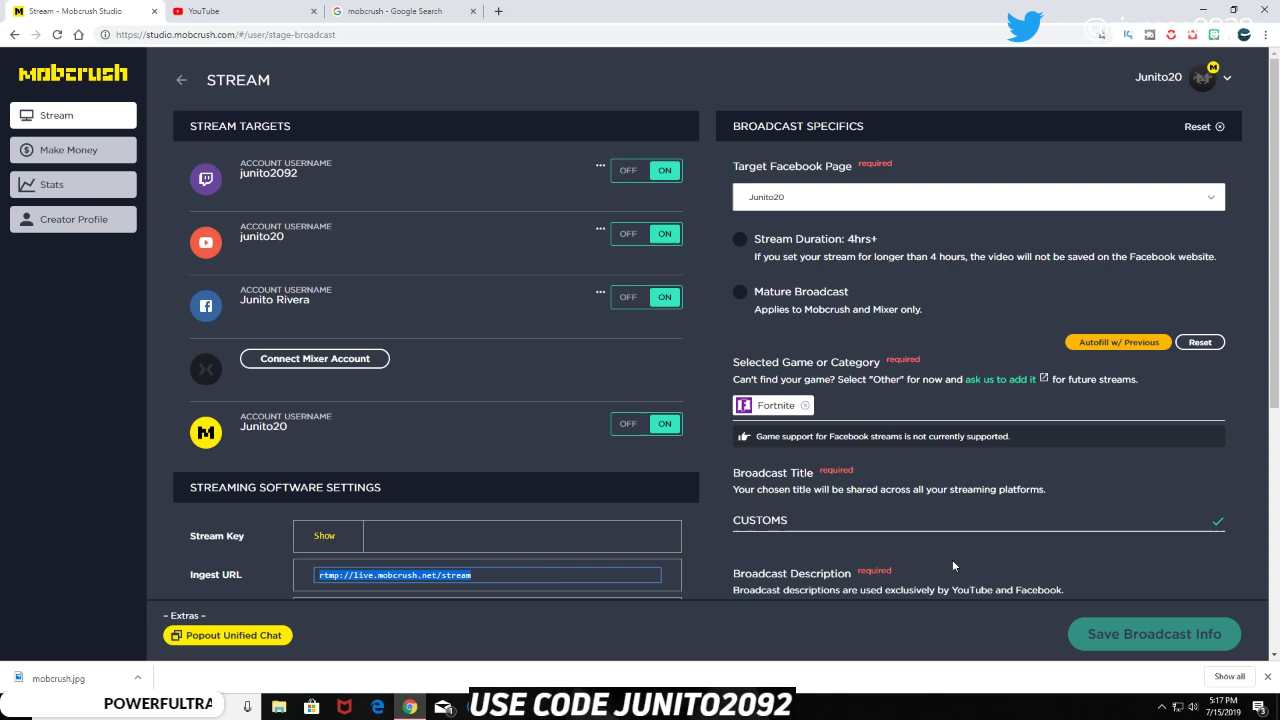 Stream - Mobcrush Studio
YouTube
mobcrush - Google Search
https://studio.mobcrush.com/#/user/stage-broadcast
mobcrush
STREAM
Junito20
Stream
Make Money
Stats
Creator Profile
STREAM TARGETS
ACCOUNT USERNAME
junito2092
OFF ON
ACCOUNT USERNAME
junito20
OFF ON
ACCOUNT USERNAME
Junito Rivera
OFF ON
Connect Mixer Account
ACCOUNT USERNAME
Junito20
OFF ON
STREAMING SOFTWARE SETTINGS
Stream Key
Show
Ingest URL
rtmp://live.mobcrush.net/stream
BROADCAST SPECIFICS
Reset
Target Facebook Page required
Junito20
Stream Duration: 4hrs+
If you set your stream for longer than 4 hours, the video will not be saved on the Facebook website.
Mature Broadcast
Applies to Mobcrush and Mixer only.
Autofill w/ Previous
Reset
Selected Game or Category required
Can't find your game? Select "Other" for now and ask us to add it for future streams.
Fortnite
Game support for Facebook streams is not currently supported.
Broadcast Title required
Your chosen title will be shared across all your streaming platforms.
CUSTOMS
Broadcast Description required
Broadcast descriptions are used exclusively by YouTube and Facebook.
– Extras –
Popout Unified Chat
Save Broadcast Info
mobcrush.jpg
Show all
POWERFULTRA
USE CODE JUNITO2092
5:17 PM
7/15/2019